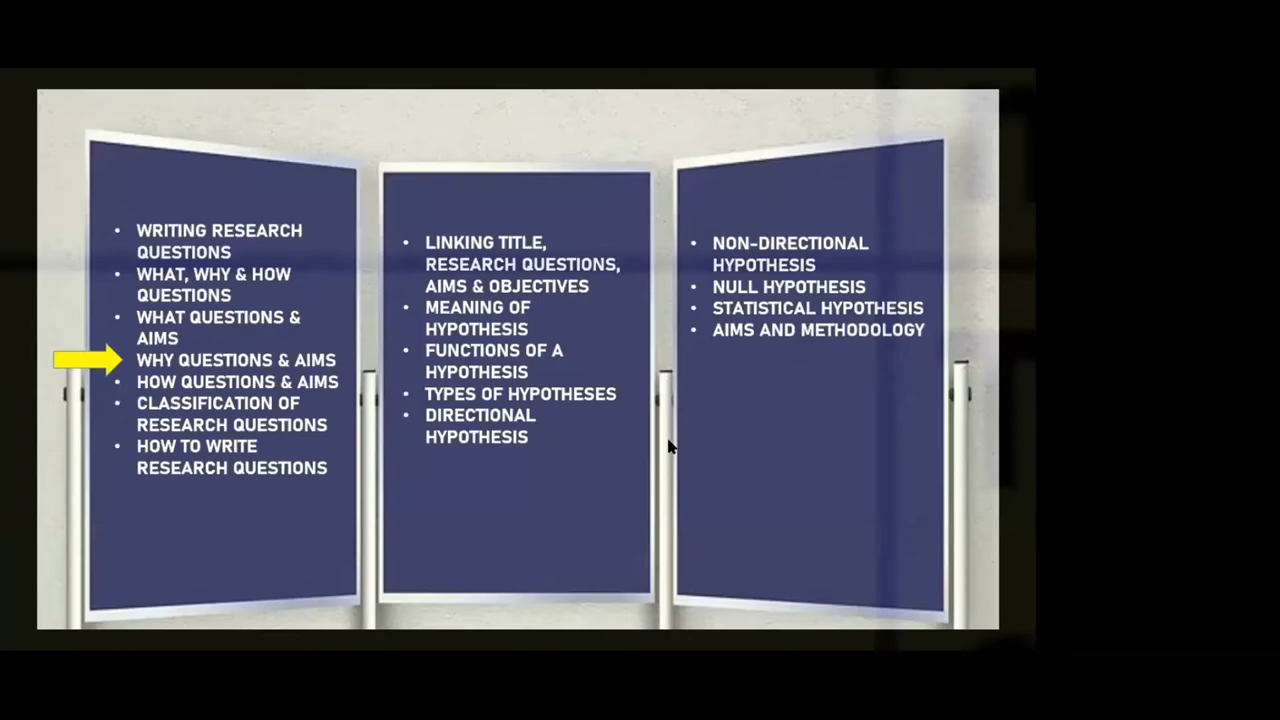 • WRITING RESEARCH
QUESTIONS
• WHAT, WHY & HOW
QUESTIONS
• WHAT QUESTIONS &
AIMS
• WHY QUESTIONS & AIMS
• HOW QUESTIONS & AIMS
• CLASSIFICATION OF
RESEARCH QUESTIONS
• HOW TO WRITE
RESEARCH QUESTIONS
• LINKING TITLE,
RESEARCH QUESTIONS,
AIMS & OBJECTIVES
• MEANING OF
HYPOTHESIS
• FUNCTIONS OF A
HYPOTHESIS
• TYPES OF HYPOTHESES
• DIRECTIONAL
HYPOTHESIS
• NON-DIRECTIONAL
HYPOTHESIS
• NULL HYPOTHESIS
• STATISTICAL HYPOTHESIS
• AIMS AND METHODOLOGY